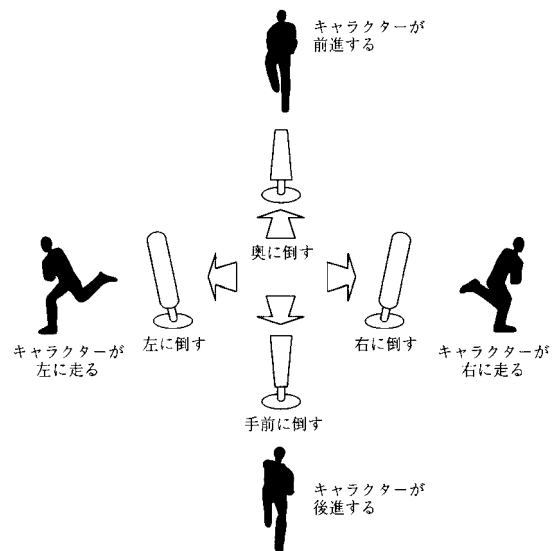 キャラクターが
前進する
奥に倒す
キャラクターが
左に走る
左に倒す
右に倒す
キャラクターが
右に走る
手前に倒す
キャラクターが
後進する